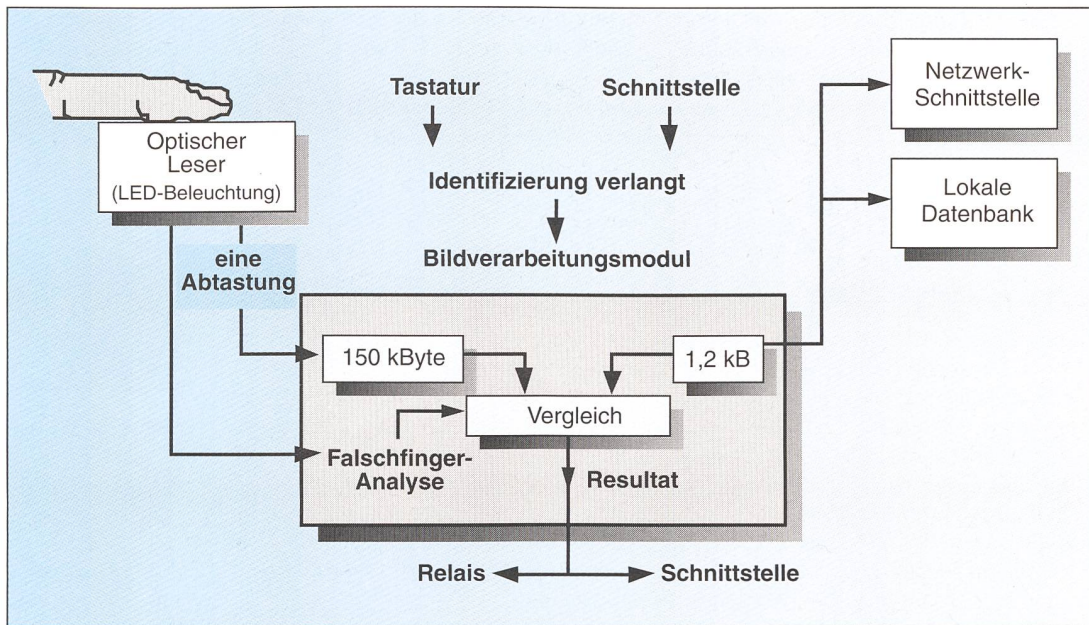 Optischer
Leser
(LED-Beleuchtung)
eine
Abtastung
Tastatur
Schnittstelle
Identifizierung verlangt
Bildverarbeitungsmodul
Netzwerk-
Schnittstelle
Lokale
Datenbank
150 kByte
1,2 kB
Vergleich
Falschfinger-
Analyse
Resultat
Relais
Schnittstelle